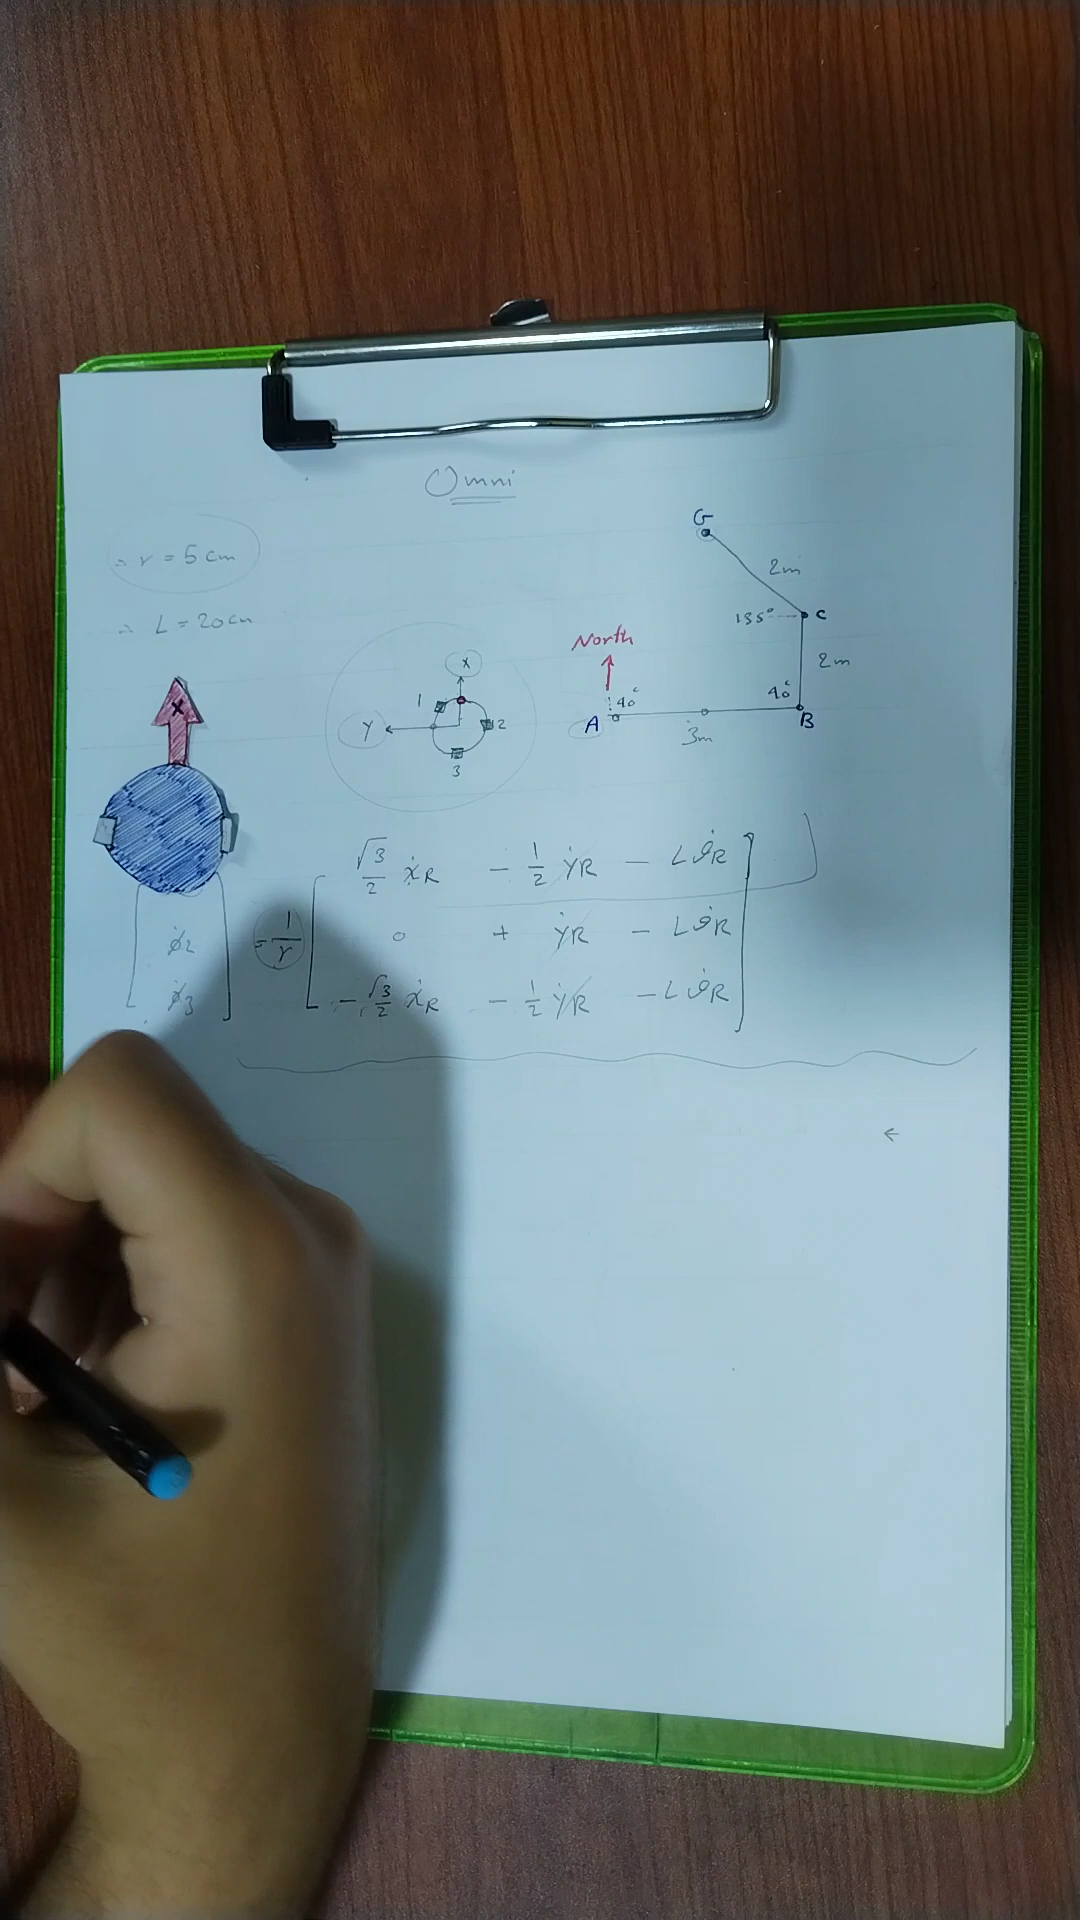 Omni
∴ r = 5 cm
∴ L = 20 cm
X
G
2m
135°
C
North
2m
X
1
Y
2
3
40°
A
40°
B
3m
√3/2 ẋR - 1/2 ẏR - Lθ̇R
φ̇2 = 1/r 0 + ẏR - Lθ̇R
φ̇3 - √3/2 ẋR - 1/2 ẏR - Lθ̇R
←